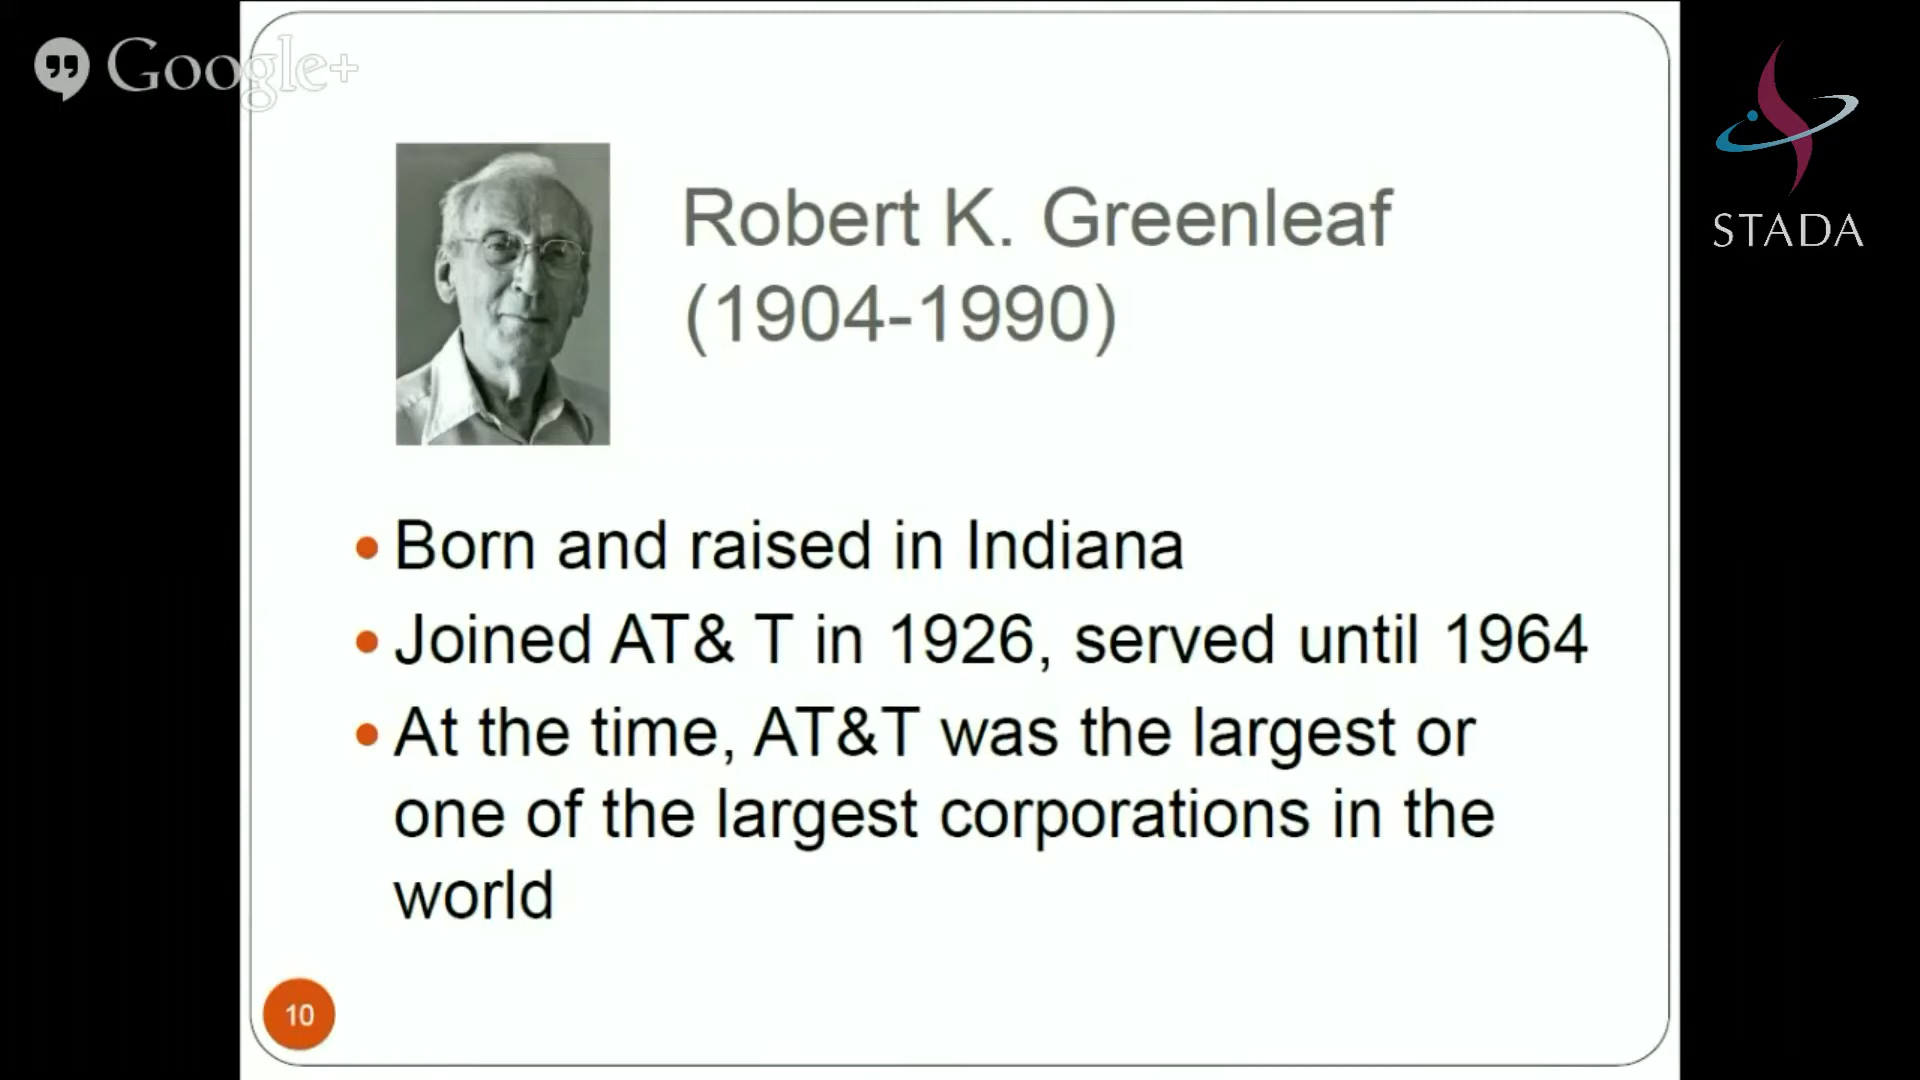 Google+
STADA
Robert K. Greenleaf
(1904-1990)
• Born and raised in Indiana
• Joined AT& T in 1926, served until 1964
• At the time, AT&T was the largest or
one of the largest corporations in the
world
10